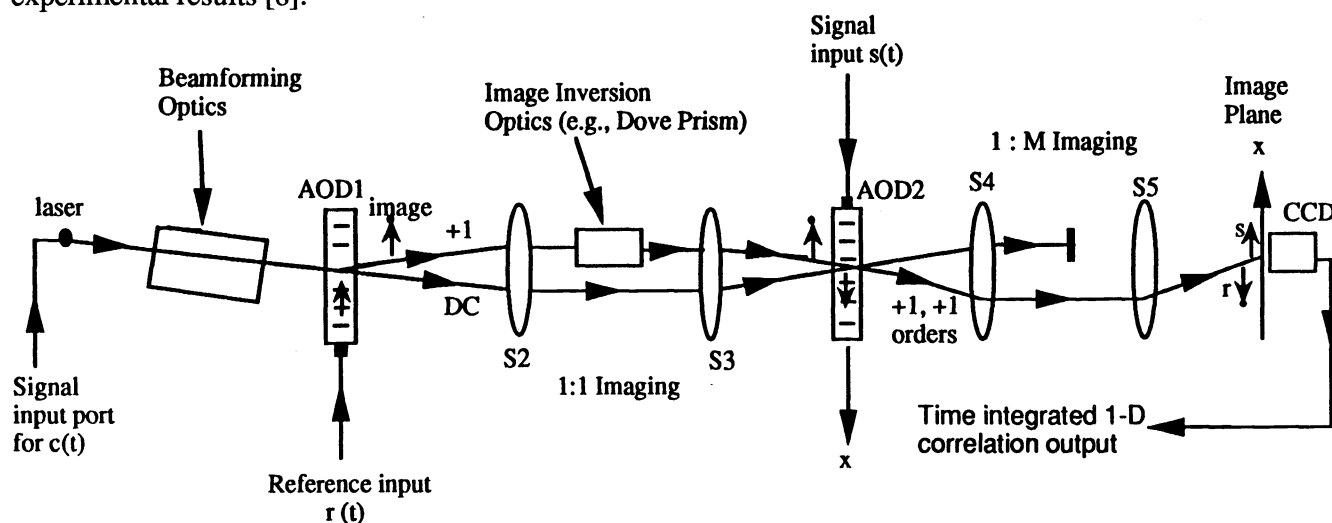 experimental results [8].
Signal
input s(t)
Beamforming
Optics
Image Inversion
Optics (e.g., Dove Prism)
Image
Plane
x
1 : M Imaging
AOD1
image
AOD2
S4
S5
CCD
laser
+1
s
r
DC
+1, +1
orders
S2
S3
1:1 Imaging
Signal
input port
for c(t)
Time integrated 1-D
correlation output
x
Reference input
r (t)